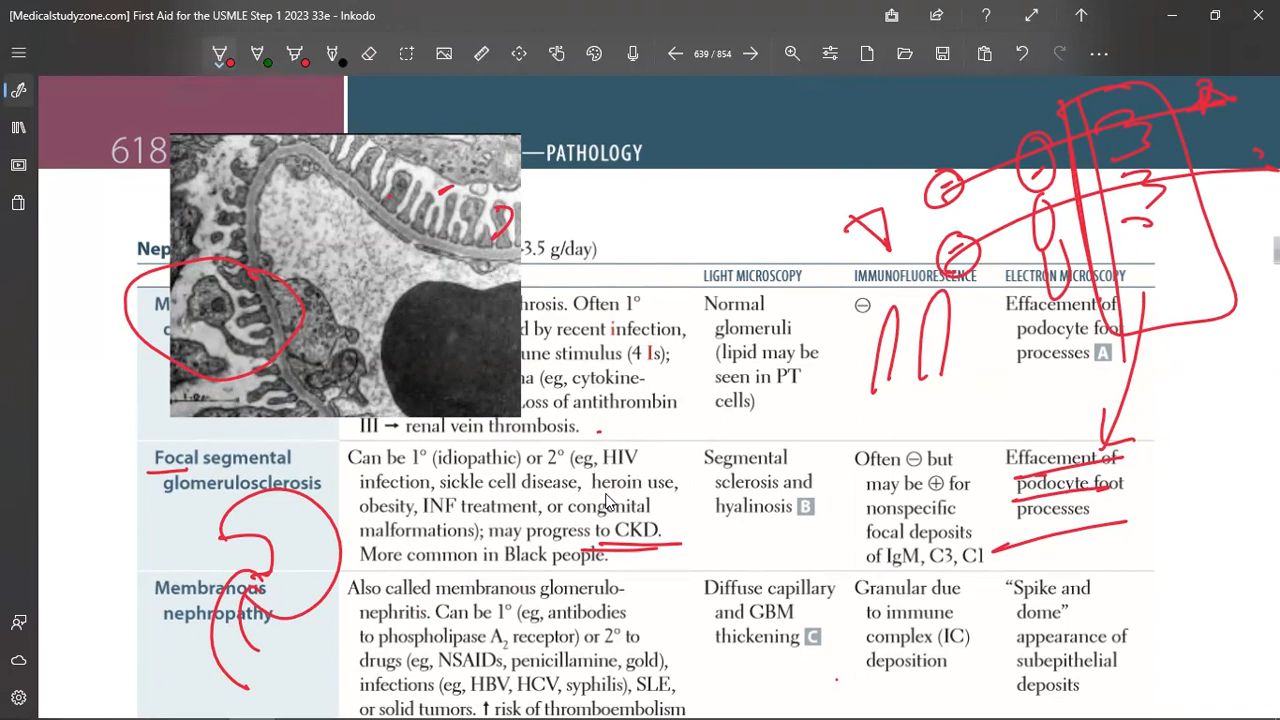 [Medicalstudyzone.com] First Aid for the USMLE Step 1 2023 33e - Inkodo
639 / 854
618
—PATHOLOGY
3.5 g/day)
LIGHT MICROSCOPY
IMMUNOFLUORESCENCE
ELECTRON MICROSCOPY
hrosis. Often 1°
d by recent infection,
une stimulus (4 Is);
na (eg, cytokine-
Loss of antithrombin
III → renal vein thrombosis.
Normal
glomeruli
(lipid may be
seen in PT
cells)
⊖
Effacement of
podocyte foot
processes A
Focal segmental
glomerulosclerosis
Can be 1° (idiopathic) or 2° (eg, HIV
infection, sickle cell disease, heroin use,
obesity, INF treatment, or congenital
malformations); may progress to CKD.
More common in Black people.
Segmental
sclerosis and
hyalinosis B
Often ⊖ but
may be ⊕ for
nonspecific
focal deposits
of IgM, C3, C1
Effacement of
podocyte foot
processes
Membranous
nephropathy
Also called membranous glomerulo-
nephritis. Can be 1° (eg, antibodies
to phospholipase A2 receptor) or 2° to
drugs (eg, NSAIDs, penicillamine, gold),
infections (eg, HBV, HCV, syphilis), SLE,
or solid tumors. ↑ risk of thromboembolism
Diffuse capillary
and GBM
thickening C
Granular due
to immune
complex (IC)
deposition
“Spike and
dome”
appearance of
subepithelial
deposits